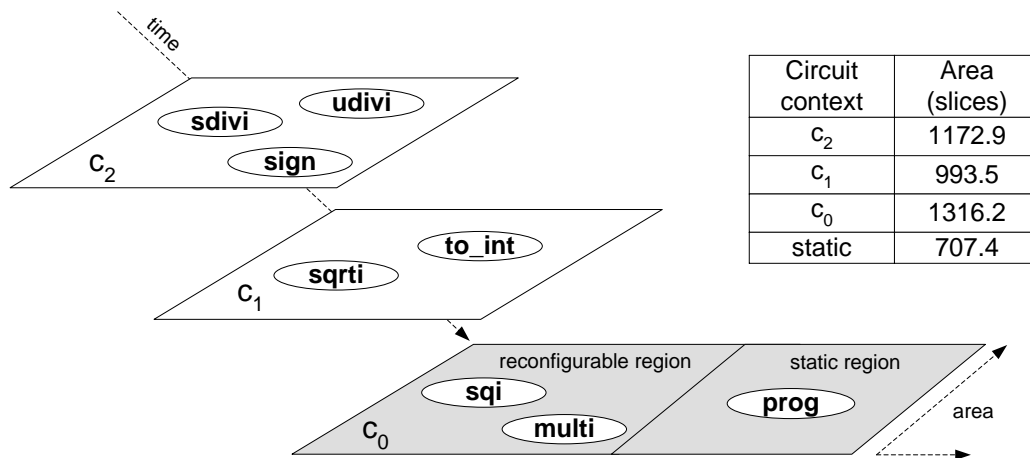 time
udivi
sdivi
sign
c2
to_int
sqrti
c1
reconfigurable region
static region
sqi
prog
multi
c0
area
Circuit context Area (slices)
c2 1172.9
c1 993.5
c0 1316.2
static 707.4